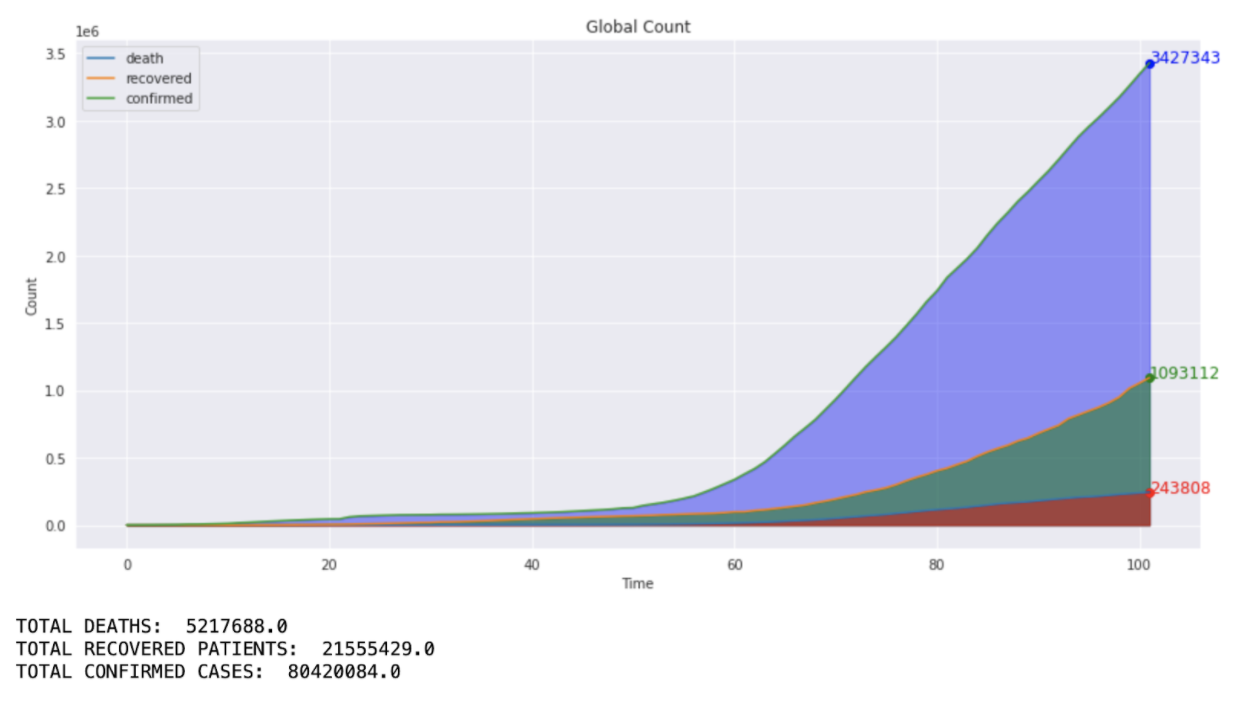 Global Count
1e6
death
recovered
confirmed
3.5
3.0
2.5
2.0
1.5
1.0
0.5
0.0
Count
3427343
1093112
243808
0
20
40
60
80
100
Time
TOTAL DEATHS:  5217688.0
TOTAL RECOVERED PATIENTS:  21555429.0
TOTAL CONFIRMED CASES:  80420084.0